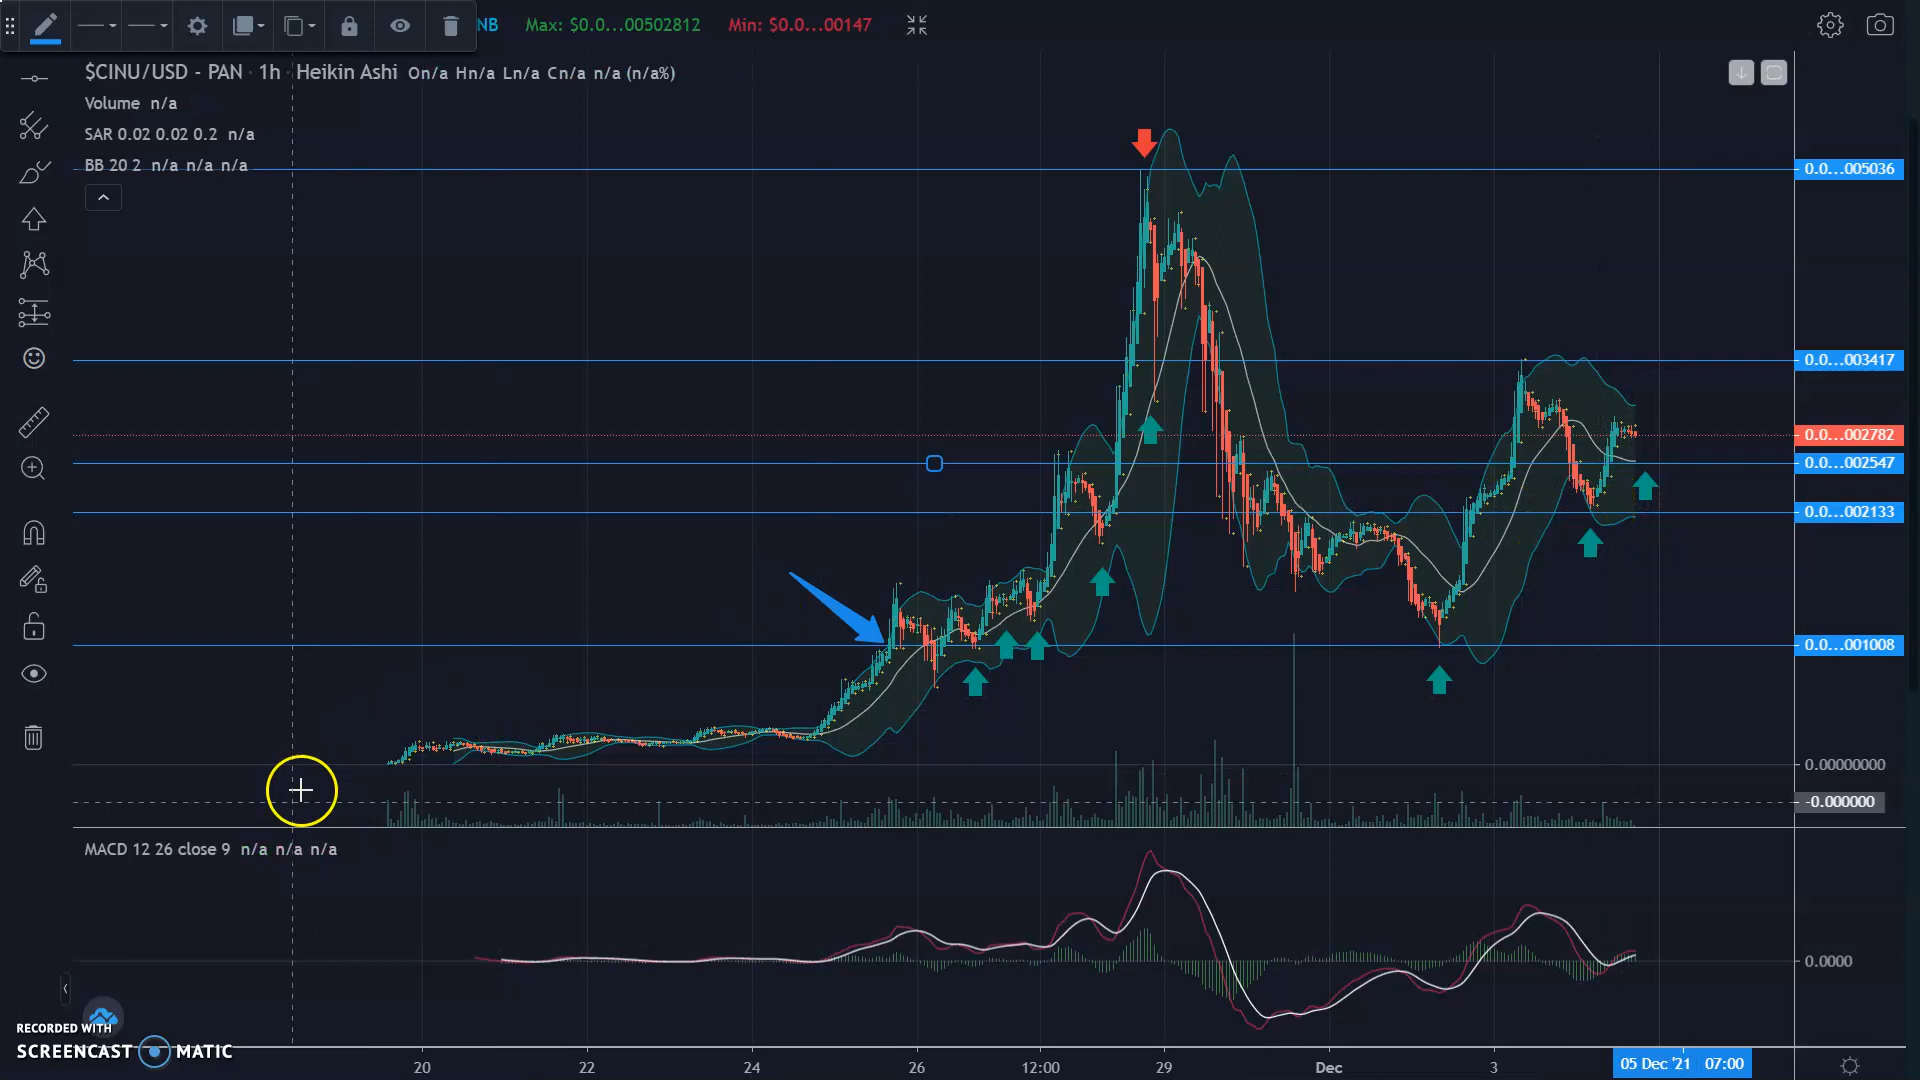 NB Max: $0.0...00502812 Min: $0.0...00147
$CINU/USD - PAN · 1h · Heikin Ashi On/a Hn/a Ln/a Cn/a n/a (n/a%)
Volume n/a
SAR 0.02 0.02 0.2 n/a
BB 20 2 n/a n/a n/a
0.0...005036
0.0...003417
0.0...002782
0.0...002547
0.0...002133
0.0...001008
0.00000000
-0.000000
MACD 12 26 close 9 n/a n/a n/a
0.0000
RECORDED WITH
SCREENCAST MATIC
20 22 24 26 12:00 29 Dec 3 05 Dec '21 07:00